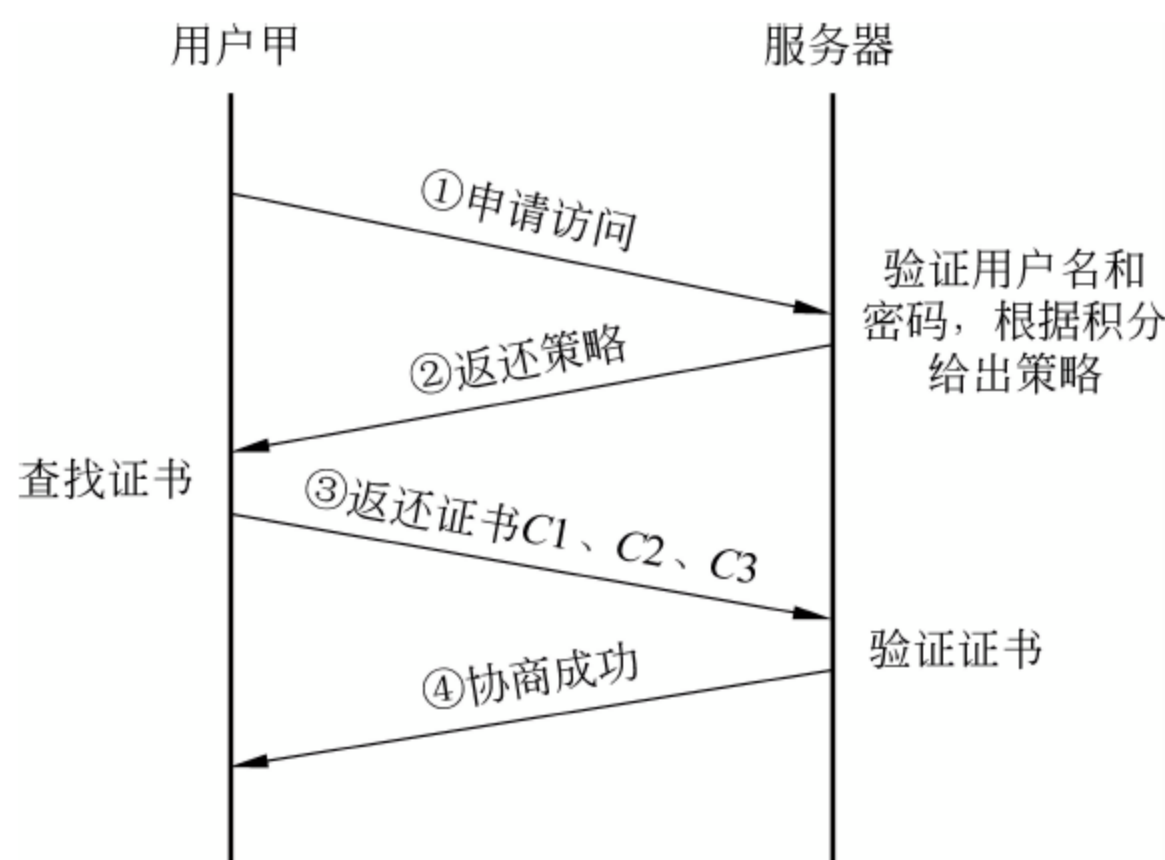 用户甲
服务器
①申请访问
验证用户名和
密码，根据积分
给出策略
②返还策略
查找证书
③返还证书C1、C2、C3
验证证书
④协商成功